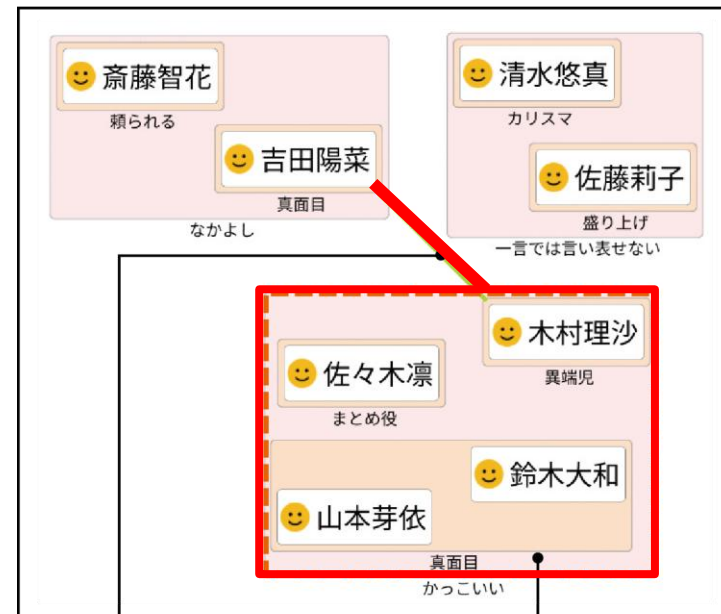 斎藤智花
頼られる
吉田陽菜
真面目
なかよし
清水悠真
カリスマ
佐藤莉子
盛り上げ
一言では言い表せない
木村理沙
異端児
佐々木凛
まとめ役
鈴木大和
山本芽依
真面目
かっこいい